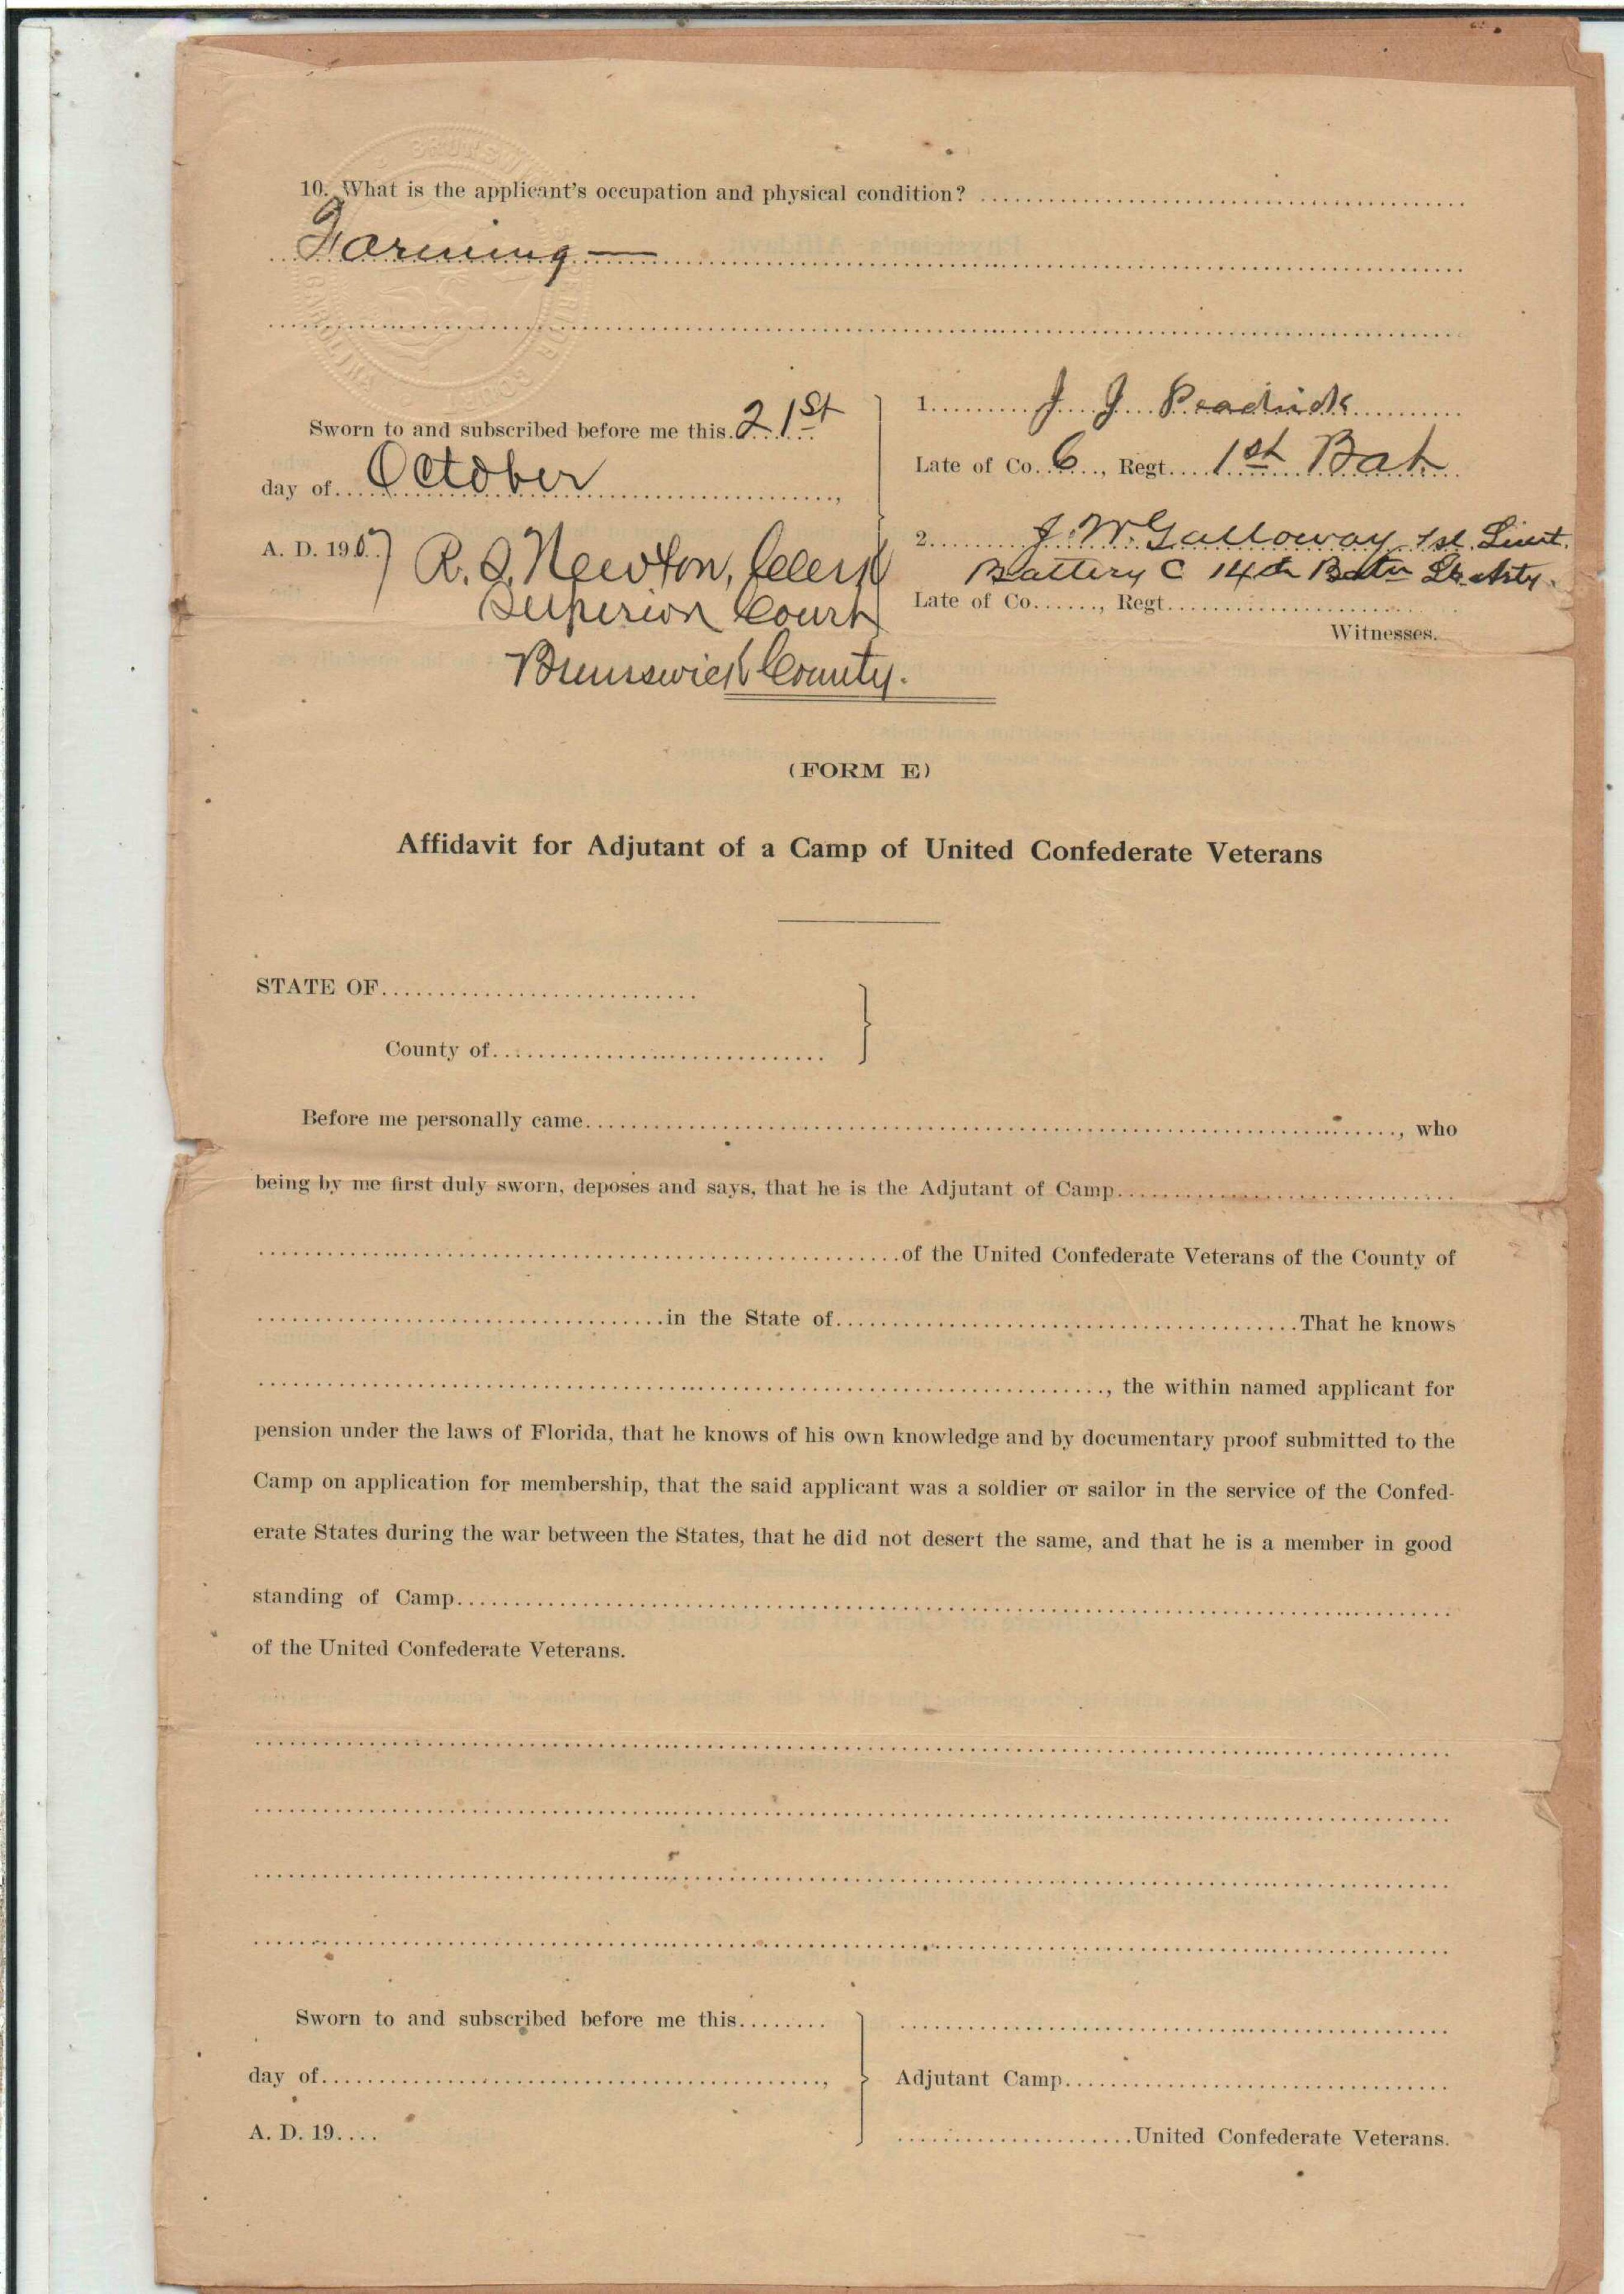 10. What is the applicant's occupation and physical condition?
Farming —
Sworn to and subscribed before me this 21st
day of October,
A. D. 1907
R. I. Newton, Clerk
Superior Court
Brunswick County.
1. J. J.
Late of Co. C, Regt. 1st Bat
2. J. W. Galloway 1st Lieut.
Battery C 14th Batn Lt. Arty.
Late of Co......, Regt.
Witnesses.
(FORM E)
Affidavit for Adjutant of a Camp of United Confederate Veterans
STATE OF
County of
Before me personally came, who
being by me first duly sworn, deposes and says, that he is the Adjutant of Camp
of the United Confederate Veterans of the County of
in the State of That he knows
, the within named applicant for
pension under the laws of Florida, that he knows of his own knowledge and by documentary proof submitted to the
Camp on application for membership, that the said applicant was a soldier or sailor in the service of the Confed-
erate States during the war between the States, that he did not desert the same, and that he is a member in good
standing of Camp
of the United Confederate Veterans.
Sworn to and subscribed before me this
day of,
A. D. 19....
Adjutant Camp
United Confederate Veterans.